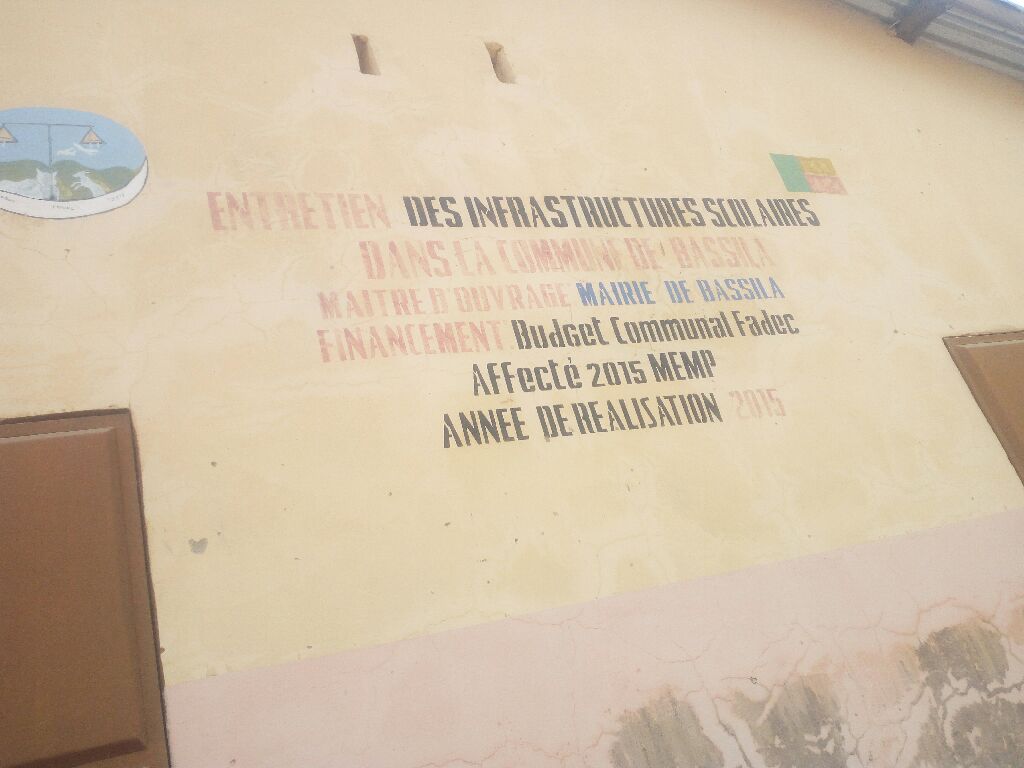 ENTRETIEN DES INFRASTRUCTURES SCOLAIRES
DANS LA COMMUNE DE BASSILA
MAITRE D'OUVRAGE MAIRIE DE BASSILA
FINANCEMENT Budget Communal Fadec
Affecté 2015 MEMP
ANNEE DE REALISATION 2015